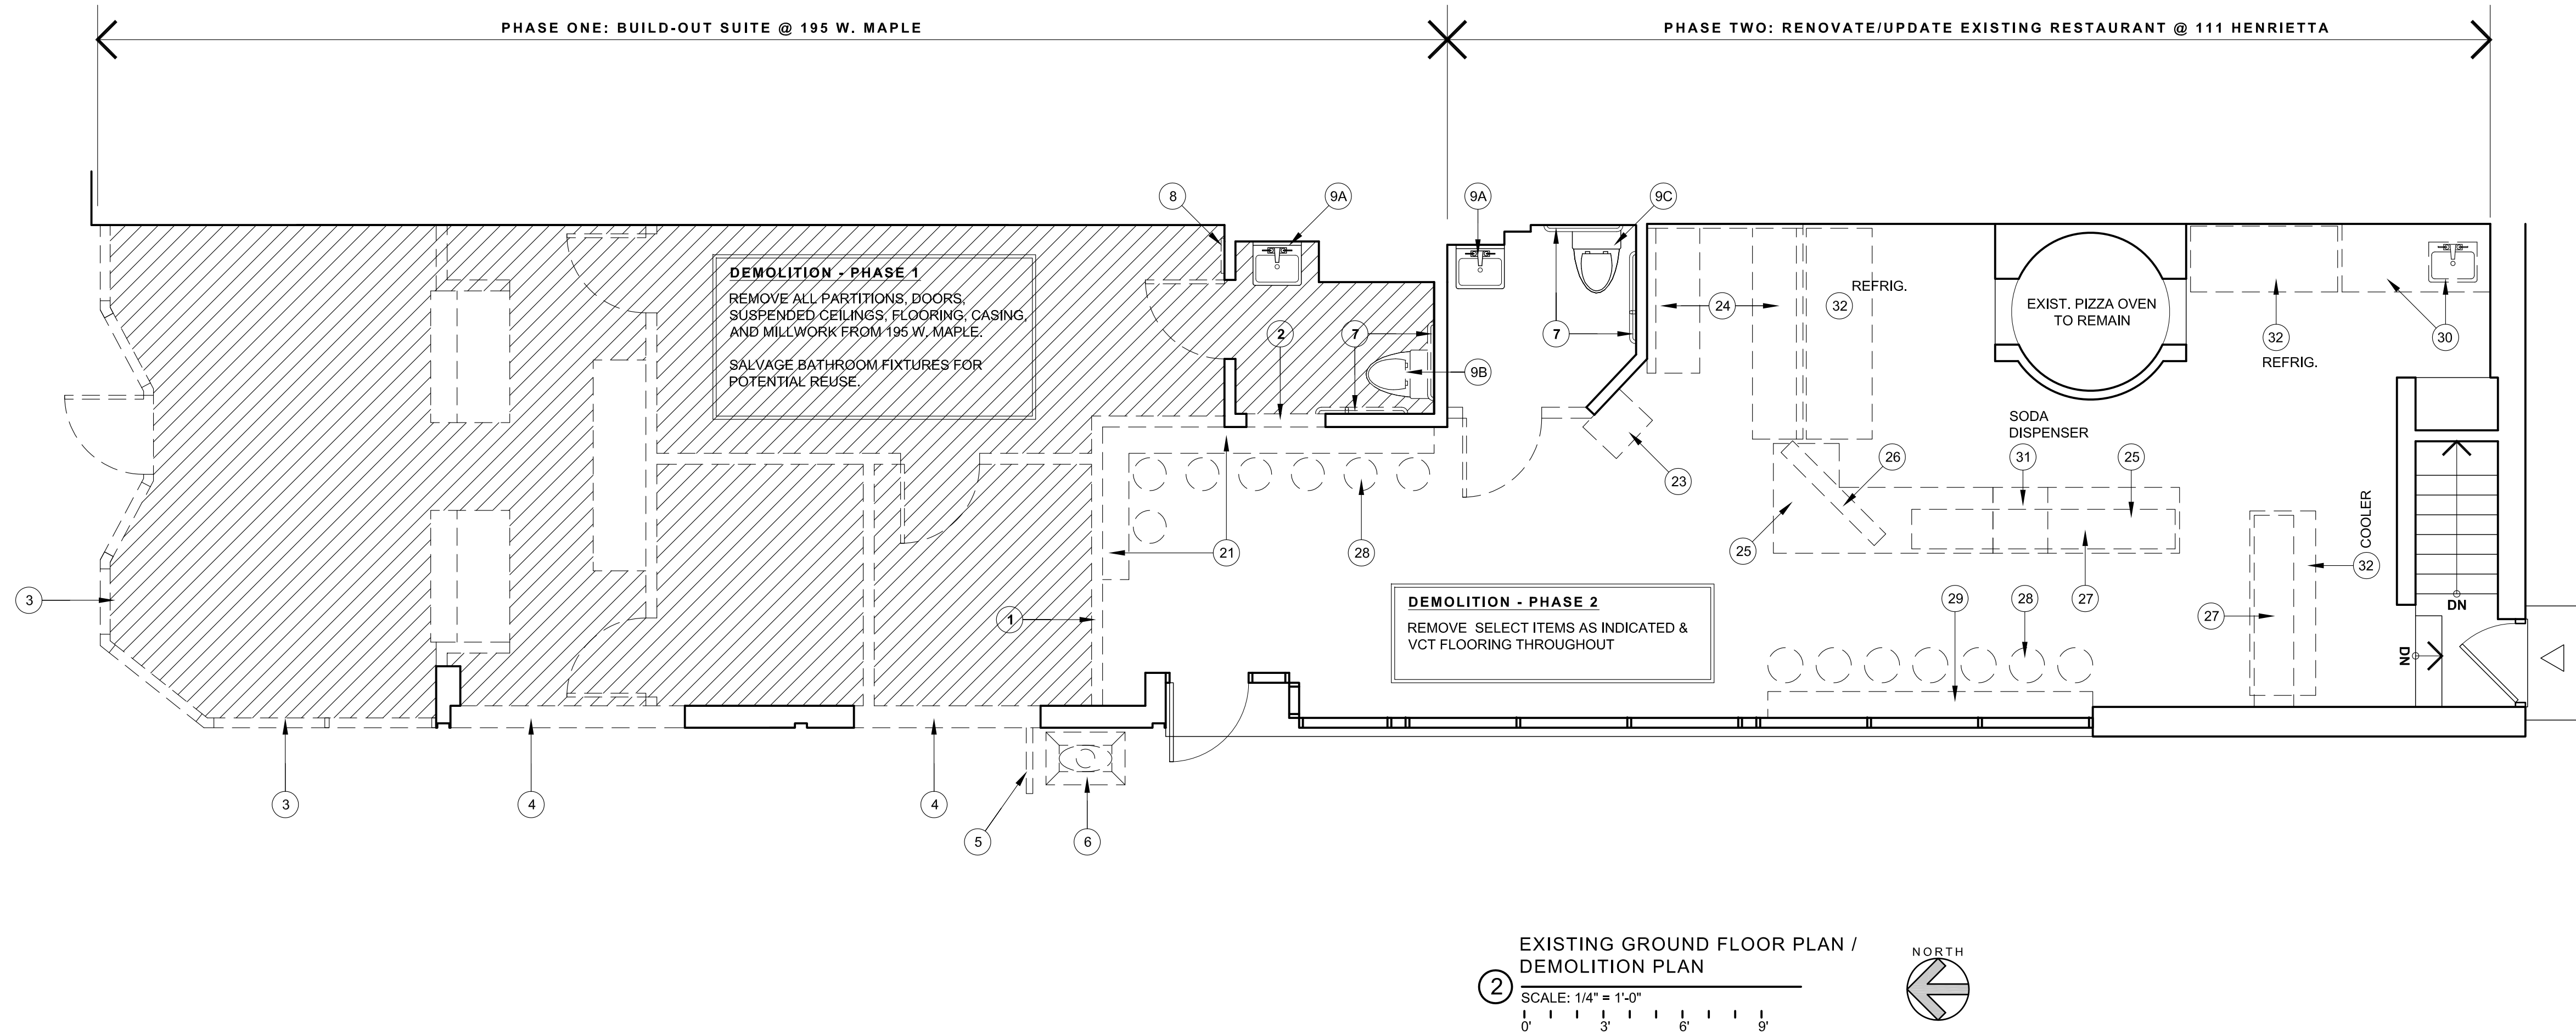 PHASE ONE: BUILD-OUT SUITE @ 195 W. MAPLE
PHASE TWO: RENOVATE/UPDATE EXISTING RESTAURANT @ 111 HENRIETTA
8
9A
9A
9C
DEMOLITION - PHASE 1
REMOVE ALL PARTITIONS, DOORS,
SUSPENDED CEILINGS, FLOORING, CASING,
AND MILLWORK FROM 195 W. MAPLE.
SALVAGE BATHROOM FIXTURES FOR
POTENTIAL REUSE.
2
7
9B
7
24
32
REFRIG.
EXIST. PIZZA OVEN
TO REMAIN
32
REFRIG.
30
SODA
DISPENSER
31
25
26
23
21
28
25
27
COOLER
32
DN
3
1
DEMOLITION - PHASE 2
REMOVE SELECT ITEMS AS INDICATED &
VCT FLOORING THROUGHOUT
29
28
27
DN
3
4
4
5
6
2
EXISTING GROUND FLOOR PLAN /
DEMOLITION PLAN
SCALE: 1/4" = 1'-0"
0' 3' 6' 9'
NORTH